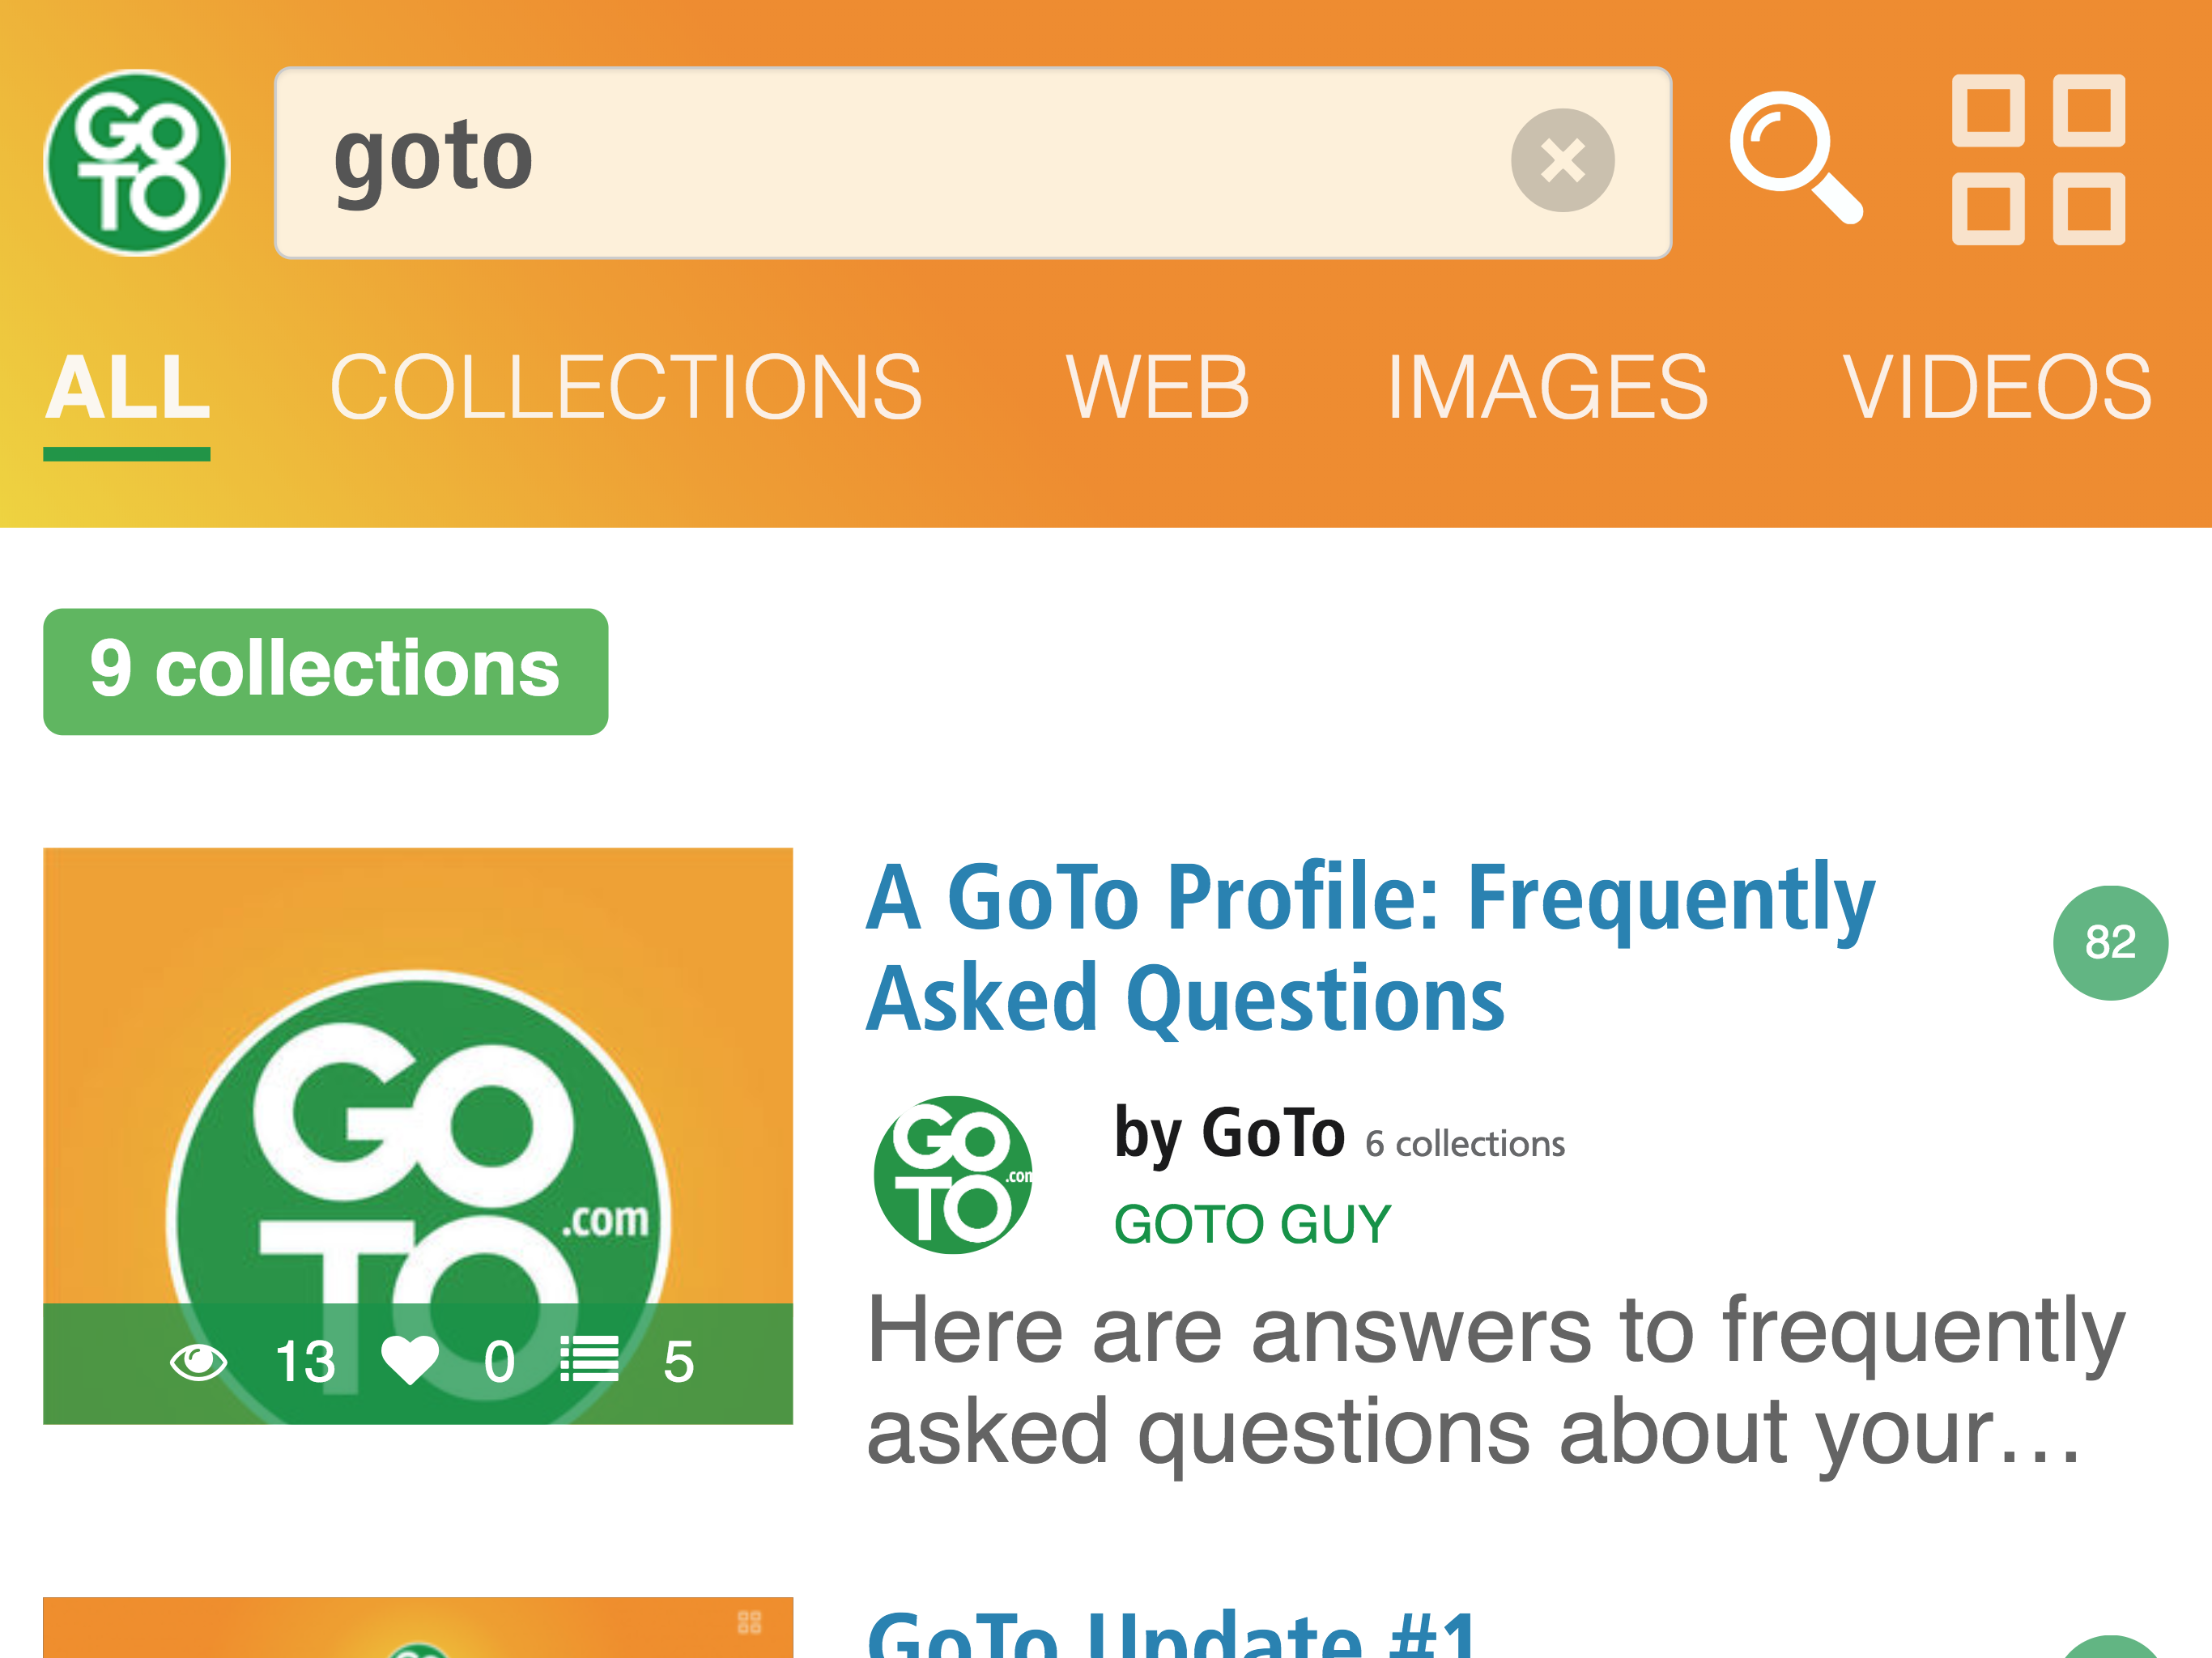 GO
TO
goto
ALL COLLECTIONS WEB IMAGES VIDEOS
9 collections
GO
TO
.com
13 0 5
A GoTo Profile: Frequently
Asked Questions
82
GO
TO
.com
by GoTo 6 collections
GOTO GUY
Here are answers to frequently
asked questions about your...
GoTo Update #1